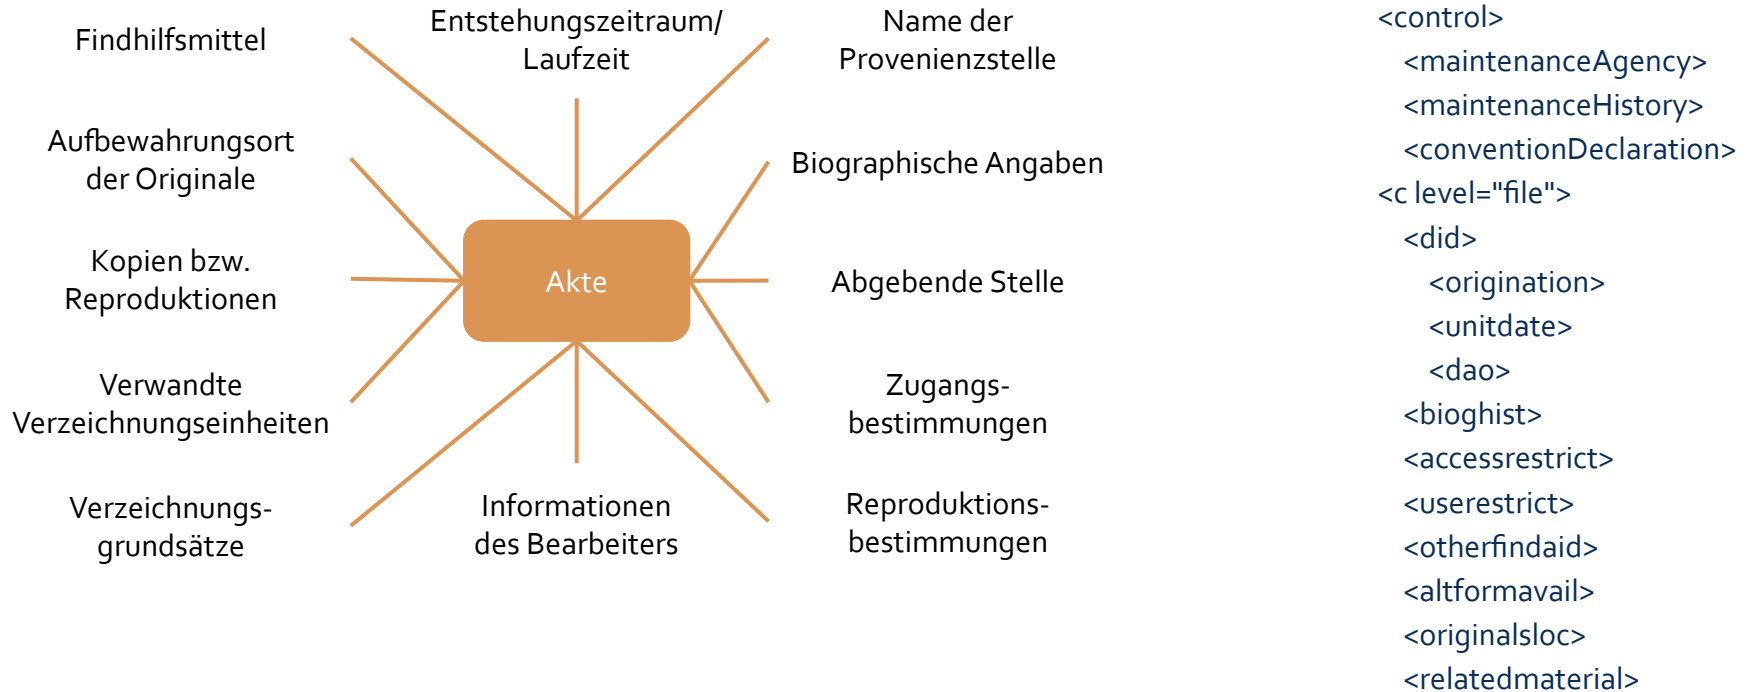 Findhilfsmittel
Entstehungszeitraum/
Laufzeit
Name der
Provenienzstelle
Aufbewahrungsort
der Originale
Biographische Angaben
Kopien bzw.
Reproduktionen
Akte
Abgebende Stelle
Verwandte
Verzeichnungseinheiten
Zugangs-
bestimmungen
Verzeichnungs-
grundsätze
Informationen
des Bearbeiters
Reproduktions-
bestimmungen
<control>
<maintenanceAgency>
<maintenanceHistory>
<conventionDeclaration>
<c level="file">
<did>
<origination>
<unitdate>
<dao>
<bioghist>
<accessrestrict>
<userestrict>
<otherfindaid>
<altformavail>
<originalsloc>
<relatedmaterial>